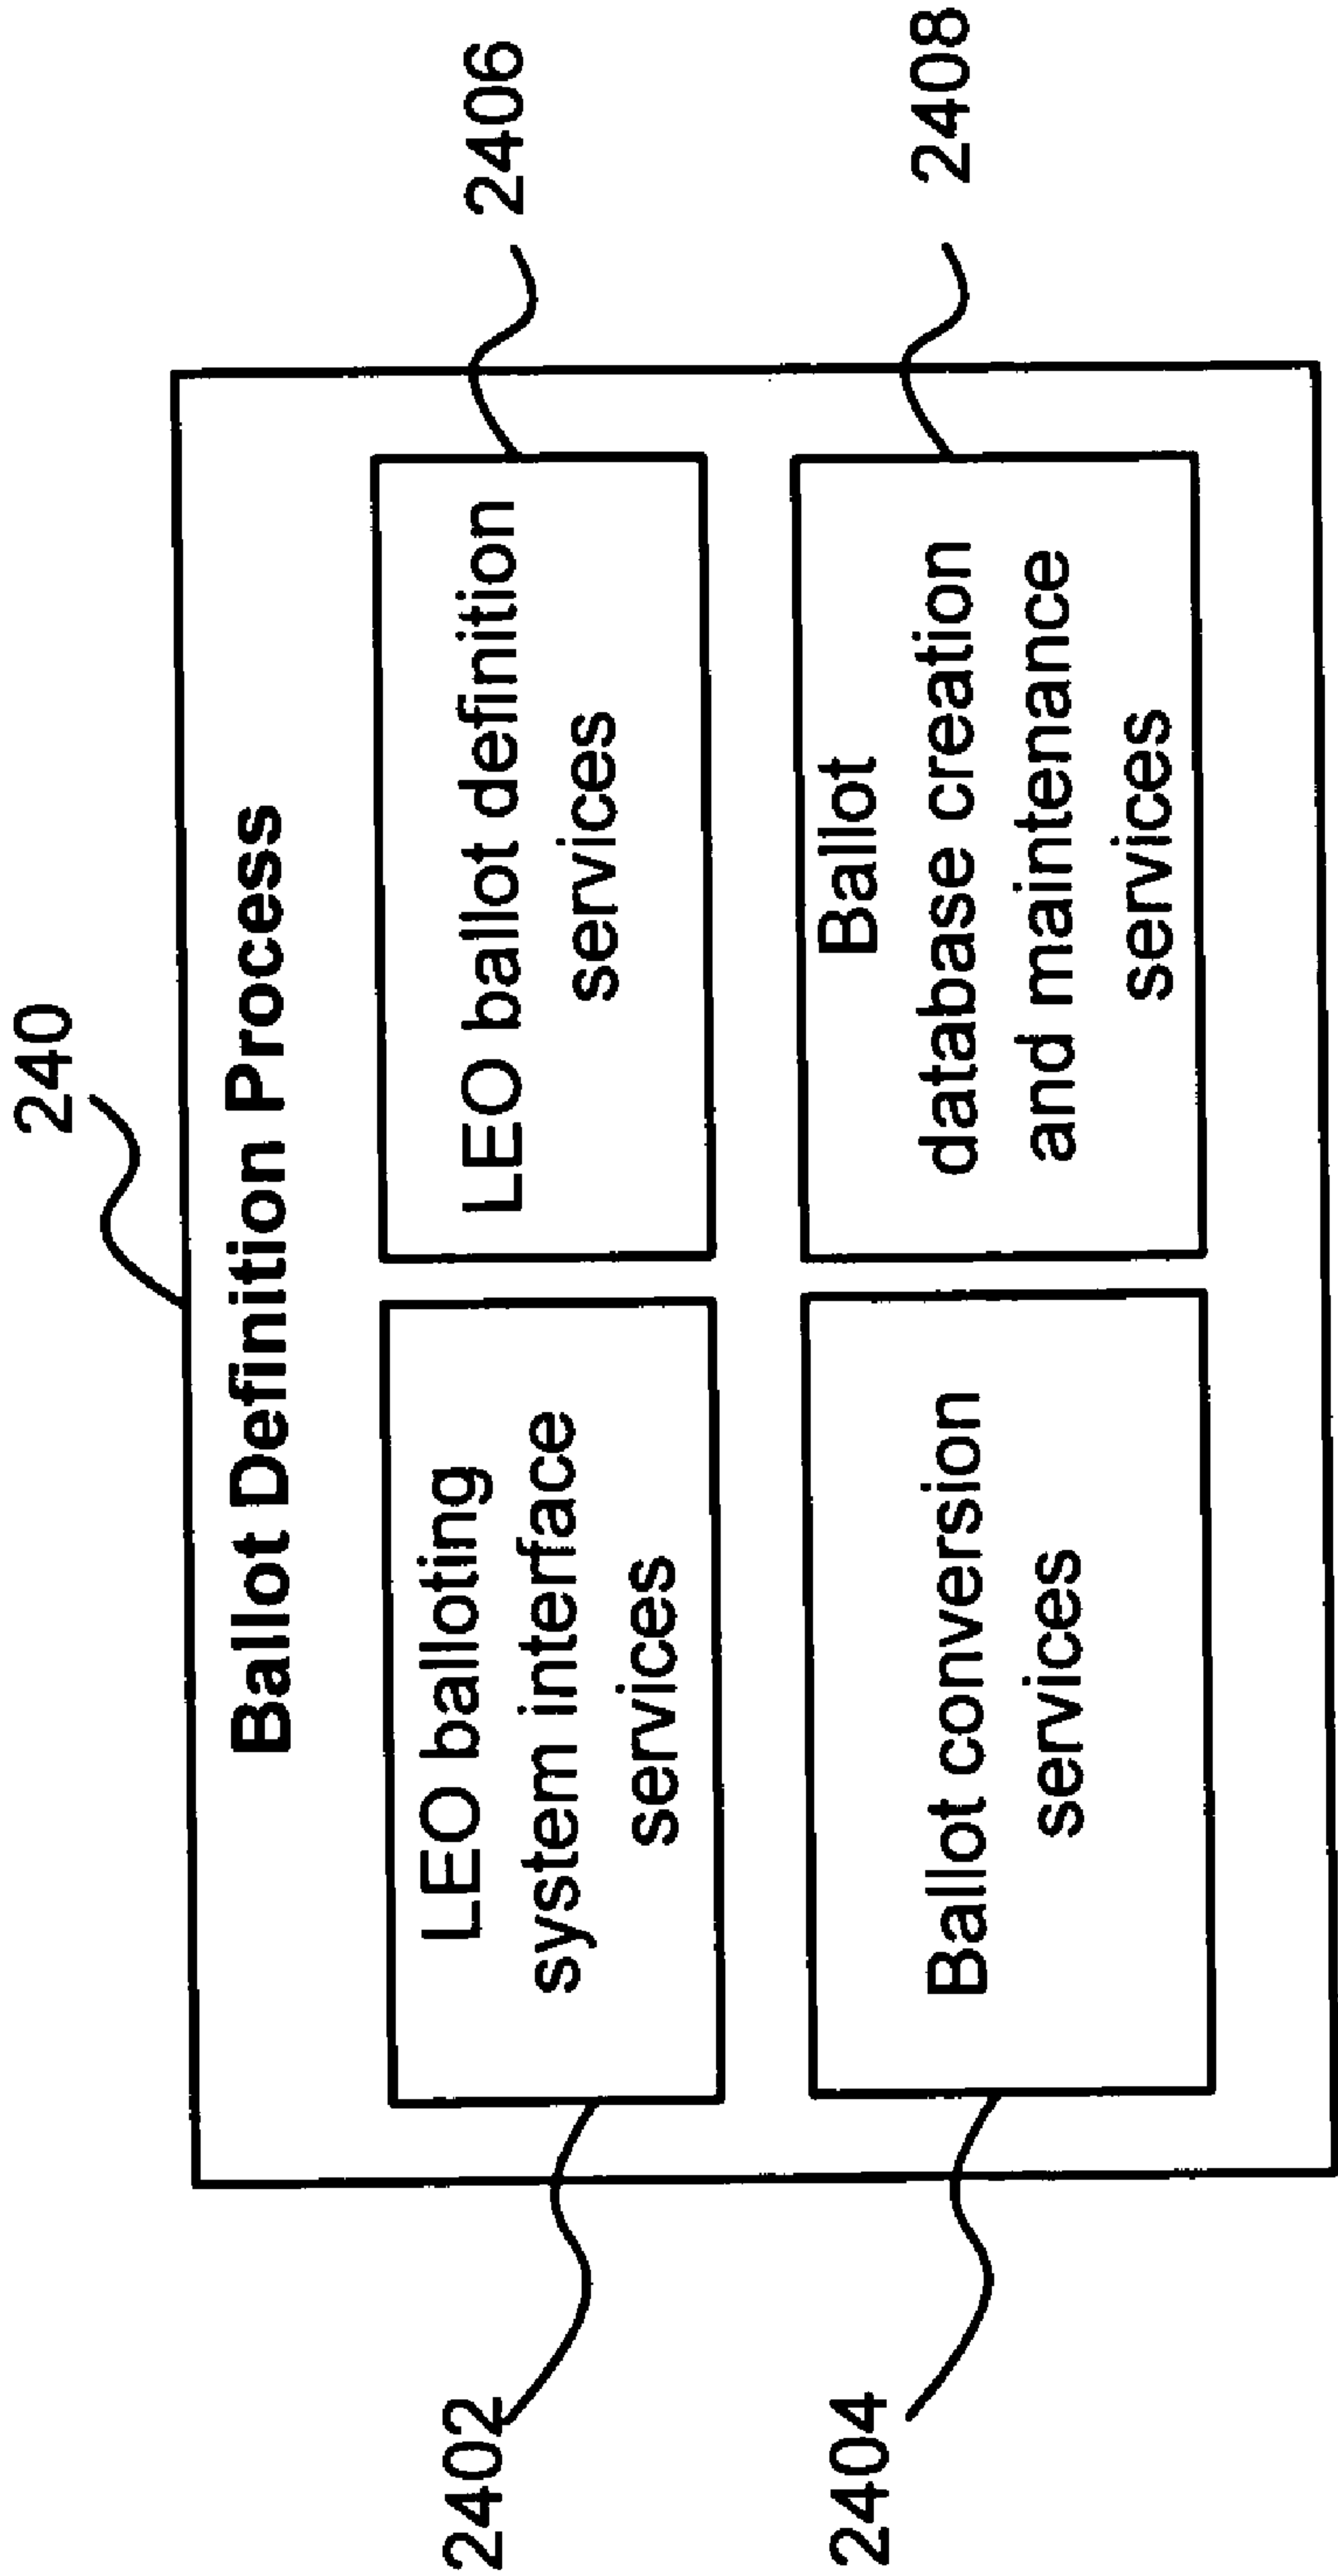 240
Ballot Definition Process
2402
LEO balloting
system interface
services
LEO ballot definition
services
2406
2404
Ballot conversion
services
Ballot
database creation
and maintenance
services
2408